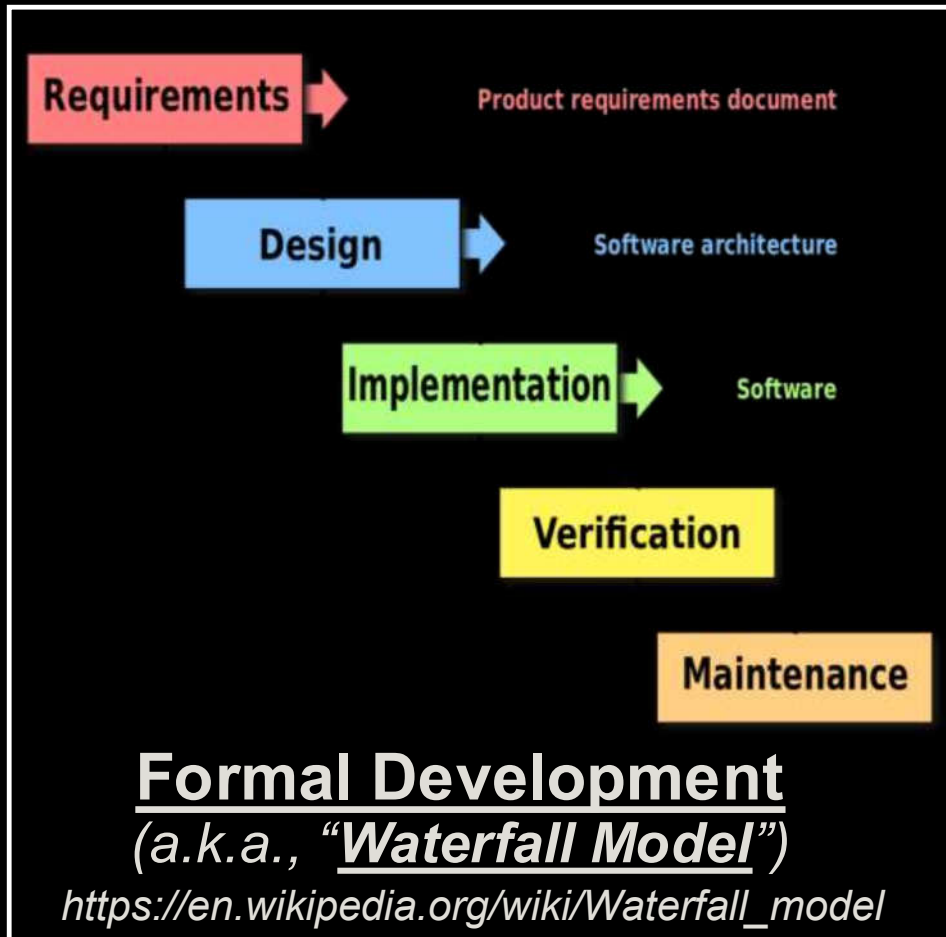 Requirements
Product requirements document
Design
Software architecture
Implementation
Software
Verification
Maintenance
Formal Development
(a.k.a., “Waterfall Model”)
https://en.wikipedia.org/wiki/Waterfall_model